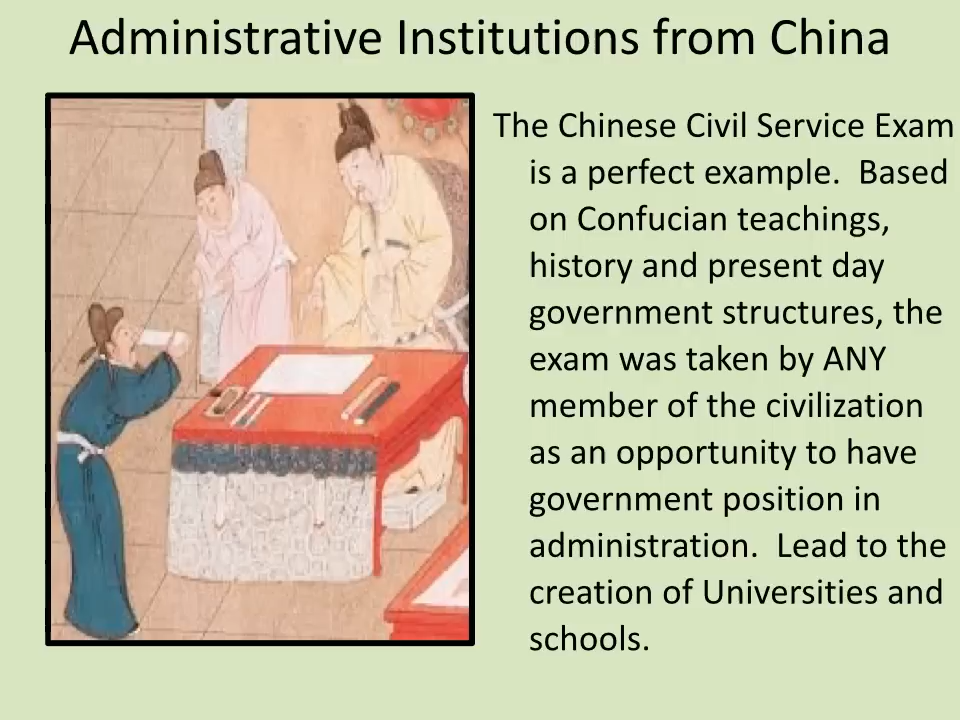 Administrative Institutions from China
The Chinese Civil Service Exam
is a perfect example.  Based
on Confucian teachings,
history and present day
government structures, the
exam was taken by ANY
member of the civilization
as an opportunity to have
government position in
administration.  Lead to the
creation of Universities and
schools.